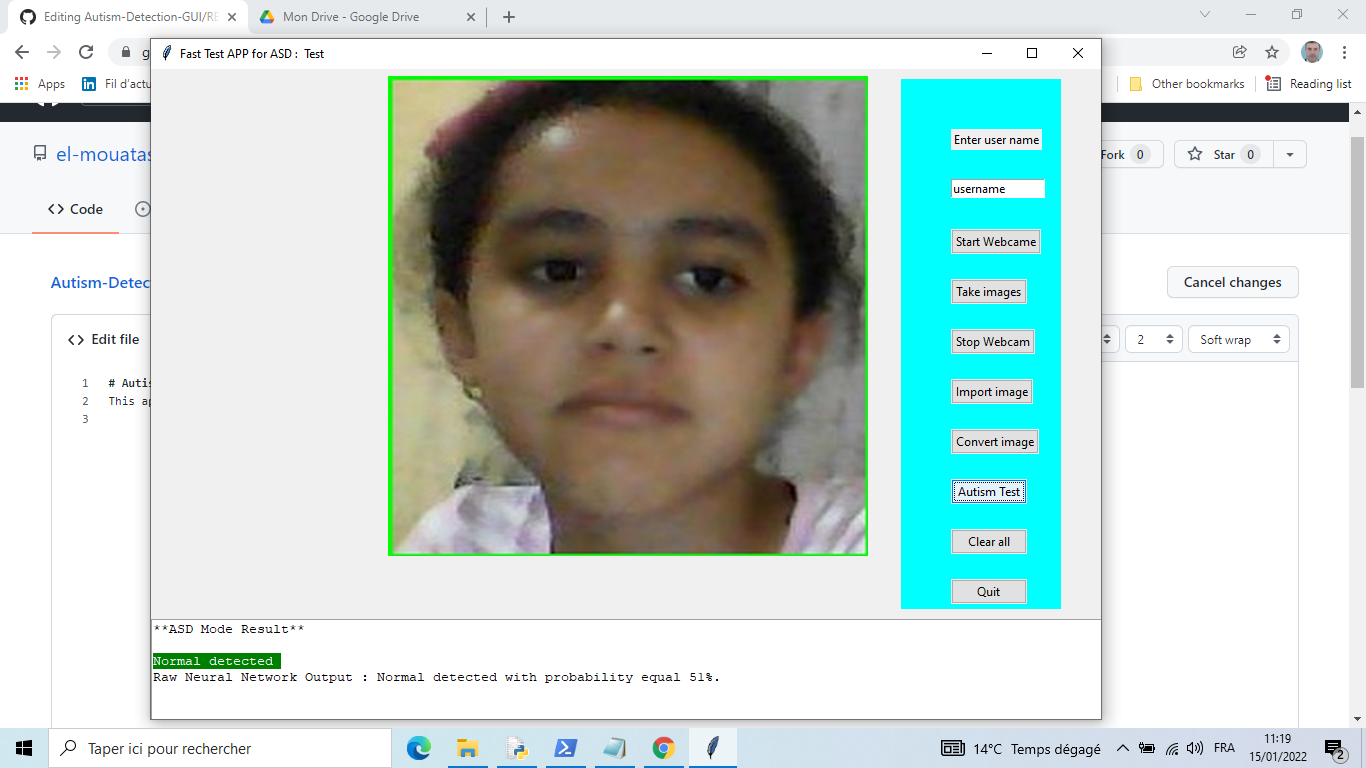 Editing Autism-Detection-GUI/RE
Mon Drive - Google Drive
Apps
Fil d'actu
Other bookmarks
Reading list
Fast Test APP for ASD : Test
el-mouatas
Fork 0
Star 0
Code
Autism-Detec
Cancel changes
Edit file
2
Soft wrap
1 # Autis
2 This ap
3
Enter user name
username
Start Webcame
Take images
Stop Webcam
Import image
Convert image
Autism Test
Clear all
Quit
**ASD Mode Result**
Normal detected
Raw Neural Network Output : Normal detected with probability equal 51%.
Taper ici pour rechercher
14°C Temps dégagé
FRA
11:19
15/01/2022
2